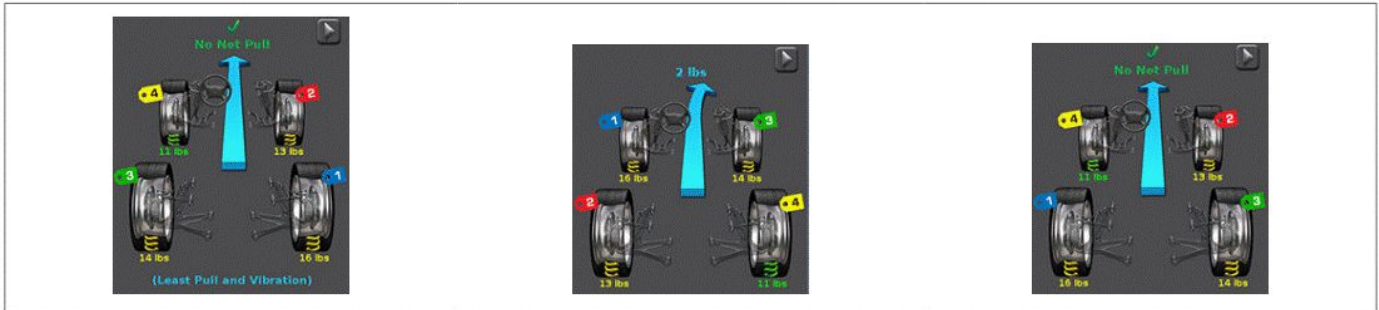 No Net Pull
4
2
11 lbs
13 lbs
3
1
14 lbs
16 lbs
(Least Pull and Vibration)
2 lbs
1
3
16 lbs
14 lbs
2
4
13 lbs
11 lbs
No Net Pull
4
2
11 lbs
13 lbs
1
3
16 lbs
14 lbs